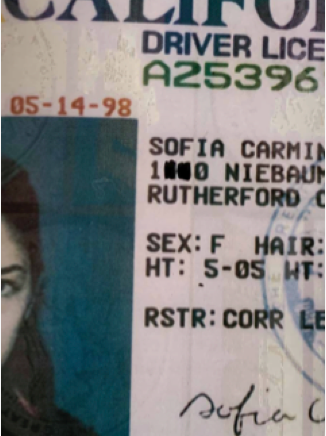 CALIFO
DRIVER LICE
A25396
05-14-98
SOFIA CARMIN
NIEBAUM
RUTHERFORD C
SEX: F HAIR:
HT: 5-05 WT:
RSTR: CORR LE
Sofia C